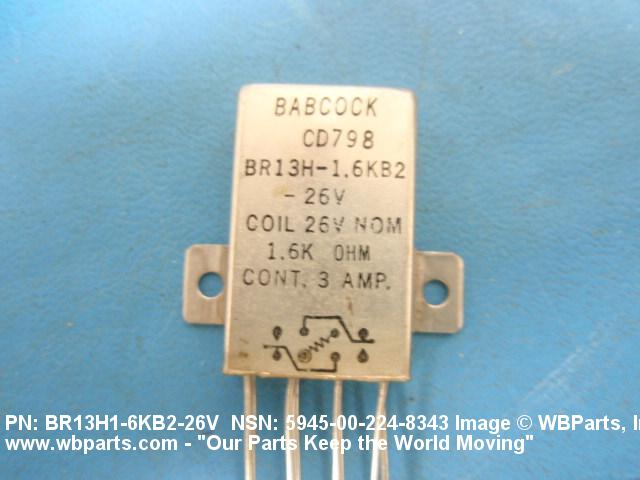 BABCOCK
CD798
BR13H-1.6KB2
-26V
COIL 26V NOM
1.6K OHM
CONT. 3 AMP.
PN: BR13H1-6KB2-26V NSN: 5945-00-224-8343 Image © WBParts, In
www.wbparts.com - "Our Parts Keep the World Moving"